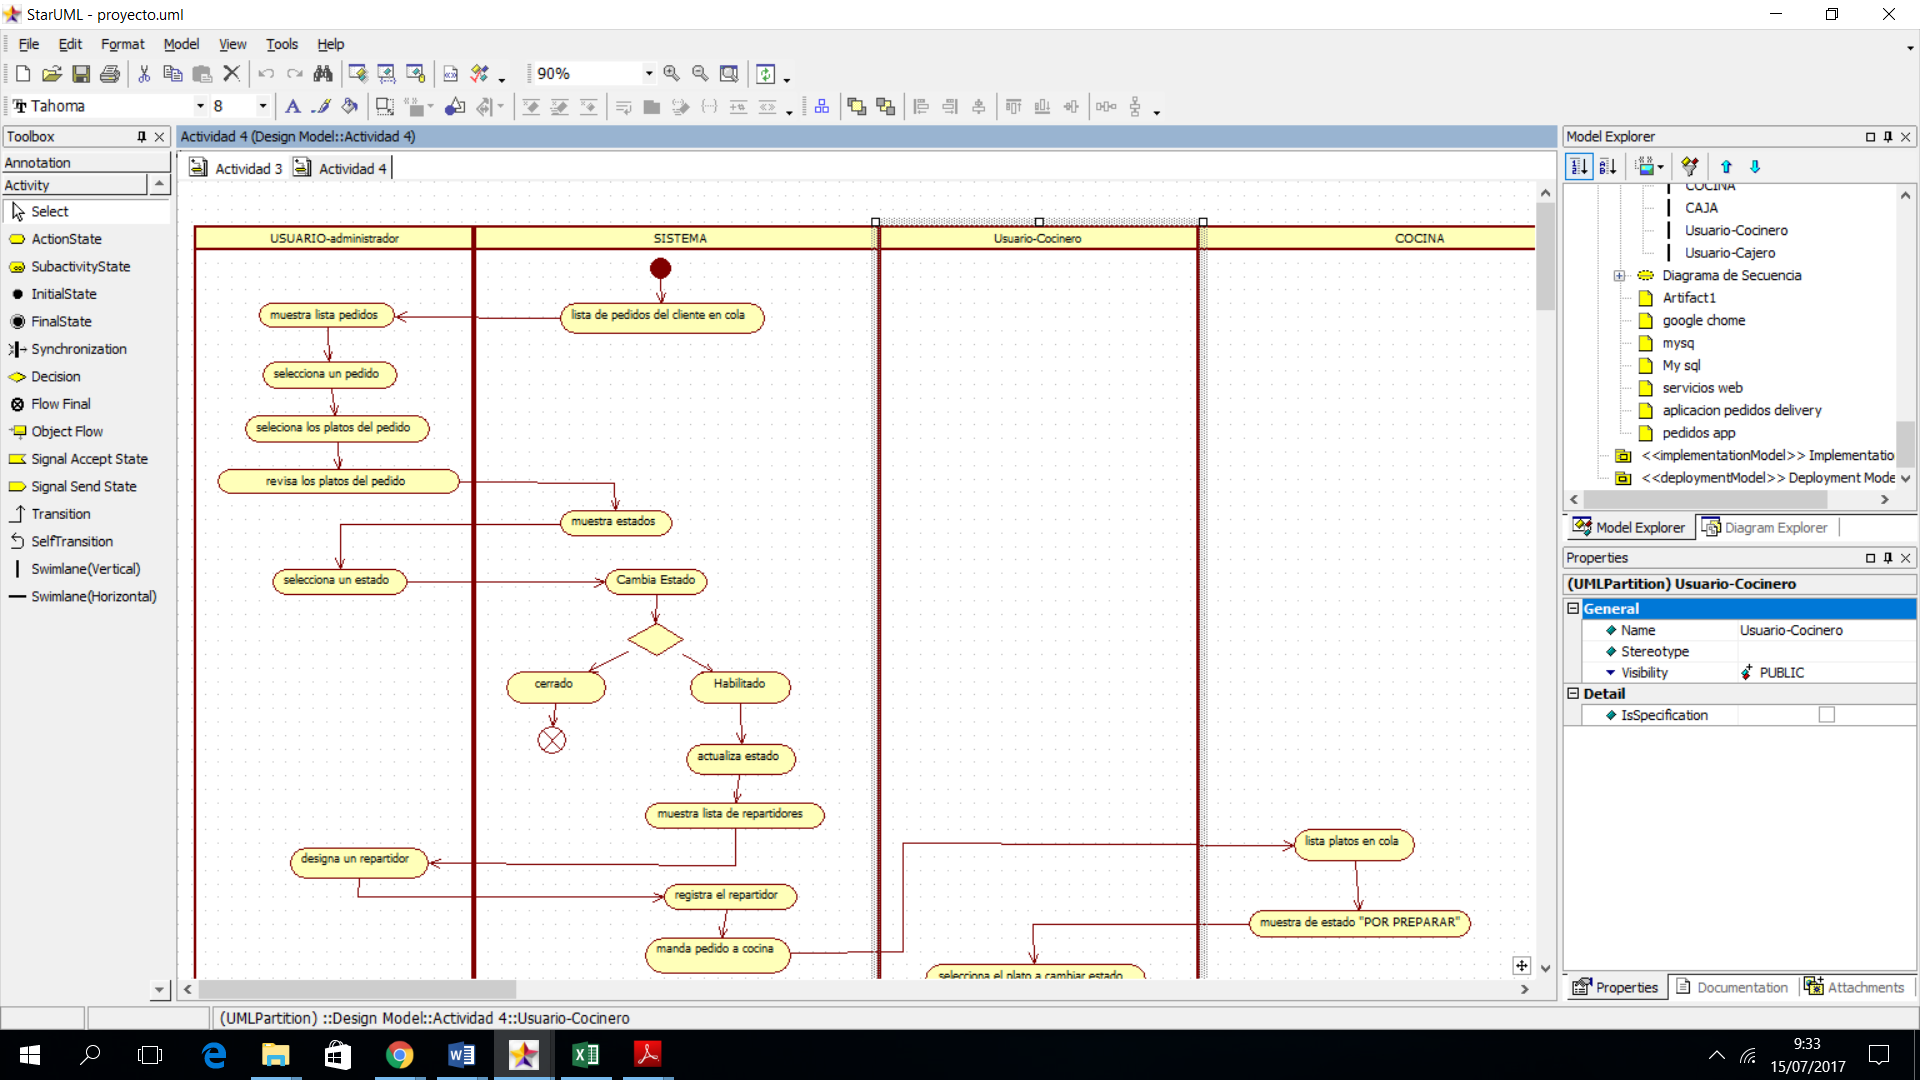 StarUML - proyecto.uml
File Edit Format Model View Tools Help
90%
Tahoma 8
Toolbox
Annotation
Activity
Select
ActionState
SubactivityState
InitialState
FinalState
Synchronization
Decision
Flow Final
Object Flow
Signal Accept State
Signal Send State
Transition
SelfTransition
Swimlane(Vertical)
Swimlane(Horizontal)
Actividad 4 (Design Model::Actividad 4)
Actividad 3 Actividad 4
USUARIO-administrador SISTEMA Usuario-Cocinero COCINA
muestra lista pedidos lista de pedidos del cliente en cola
selecciona un pedido
seleciona los platos del pedido
revisa los platos del pedido
muestra estados
selecciona un estado Cambia Estado
cerrado Habilitado
actualiza estado
muestra lista de repartidores
lista platos en cola
designa un repartidor
registra el repartidor
muestra de estado "POR PREPARAR"
manda pedido a cocina
selecciona el plato a cambiar estado
Model Explorer
COCINA
CAJA
Usuario-Cocinero
Usuario-Cajero
Diagrama de Secuencia
Artifact1
google chome
mysq
My sql
servicios web
aplicacion pedidos delivery
pedidos app
<<implementationModel>> Implementatio
<<deploymentModel>> Deployment Mode
Model Explorer Diagram Explorer
Properties
(UMLPartition) Usuario-Cocinero
General
Name Usuario-Cocinero
Stereotype
Visibility PUBLIC
Detail
IsSpecification
Properties Documentation Attachments
(UMLPartition) ::Design Model::Actividad 4::Usuario-Cocinero
9:33
15/07/2017